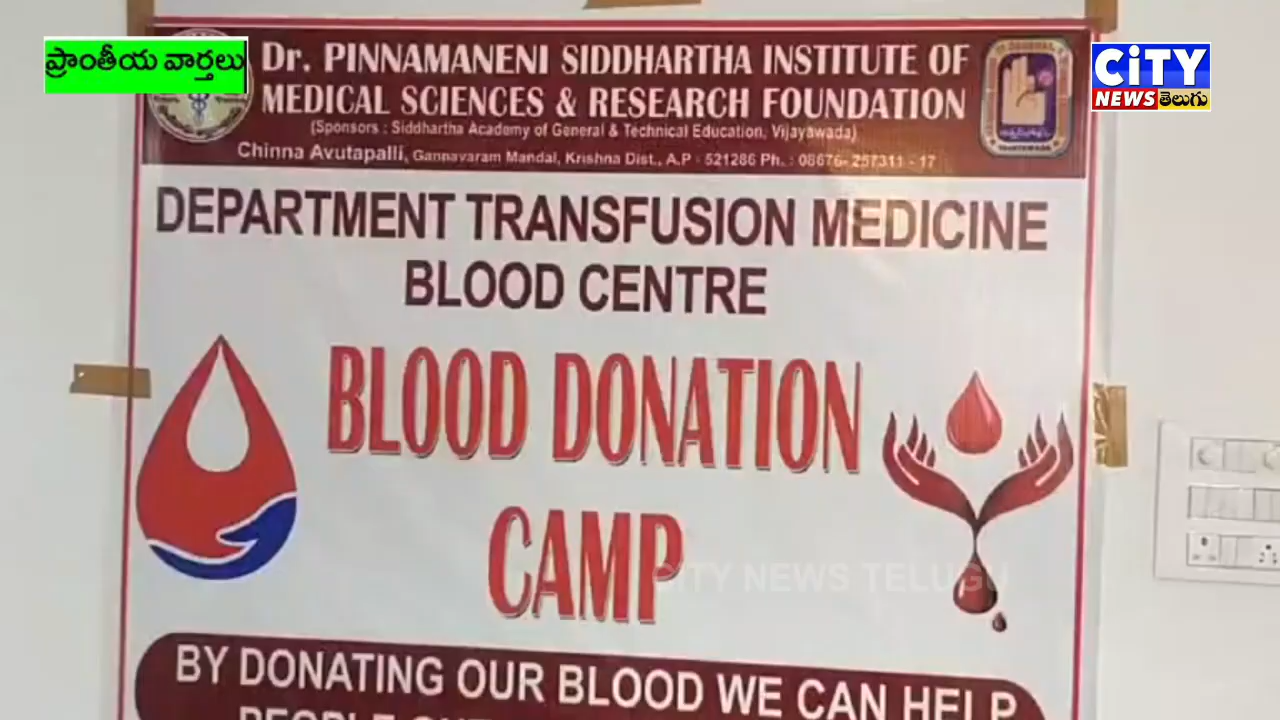 ప్రాంతీయ వార్తలు
CiTY
NEWS తెలుగు
Dr. PINNAMANENI SIDDHARTHA INSTITUTE OF
MEDICAL SCIENCES & RESEARCH FOUNDATION
(Sponsors : Siddhartha Academy of General & Technical Education, Vijayawada)
Chinna Avutapalli, Gannavaram Mandal, Krishna Dist., A.P - 521286 Ph. : 08676- 257311 - 17
DEPARTMENT TRANSFUSION MEDICINE
BLOOD CENTRE
BLOOD DONATION
CAMP
CITY NEWS TELUGU
BY DONATING OUR BLOOD WE CAN HELP